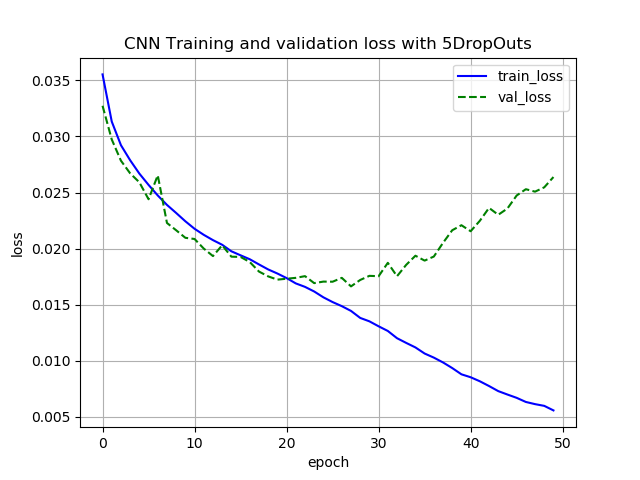 CNN Training and validation loss with 5DropOuts
train_loss
val_loss
0.035
0.030
0.025
0.020
0.015
0.010
0.005
loss
0 10 20 30 40 50
epoch